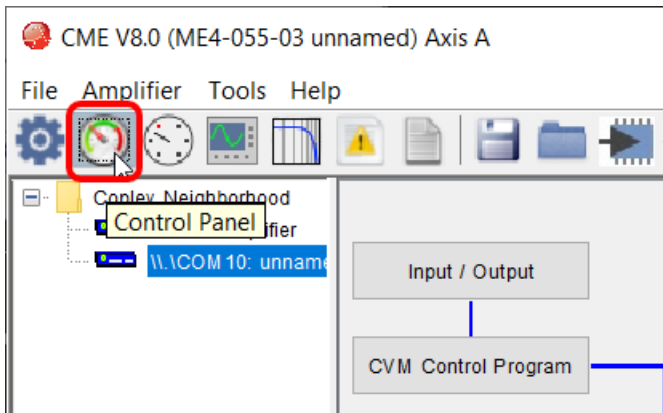 CME V8.0 (ME4-055-03 unnamed) Axis A
File Amplifier Tools Help
Copley Neighborhood
Control Panel
\\.\COM10: unname
Input / Output
CVM Control Program